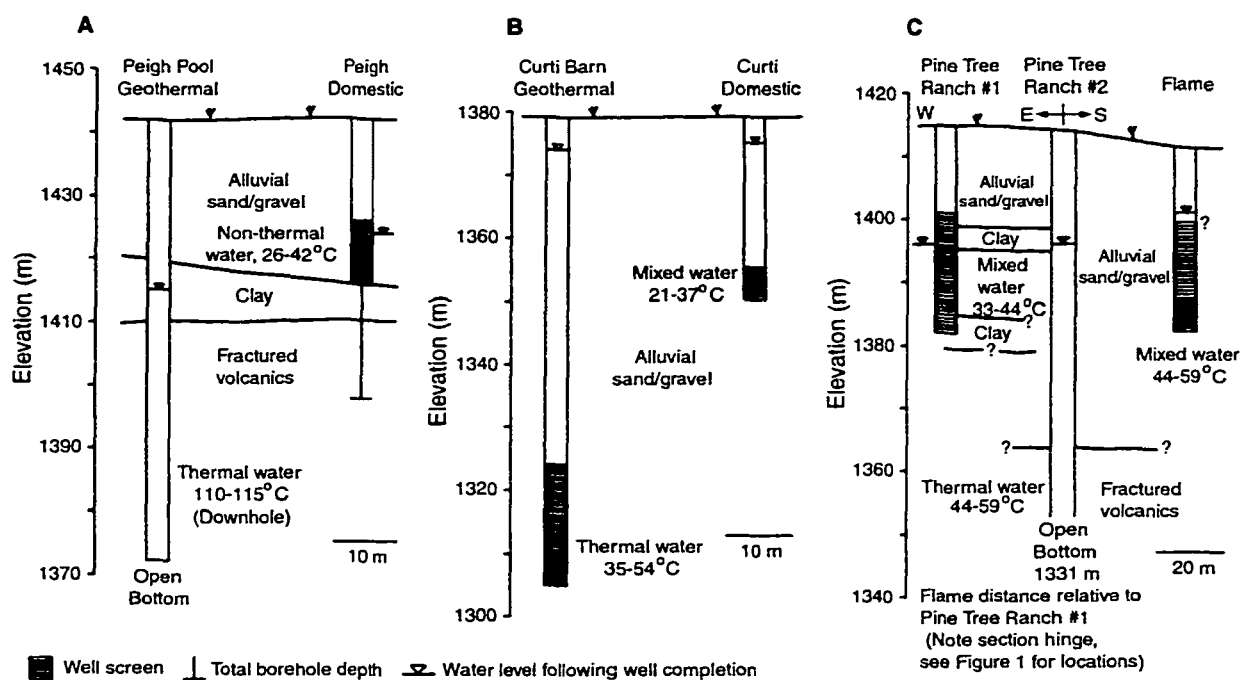 A
Peigh Pool
Geothermal
Peigh
Domestic
1450
1430
1410
1390
1370
Elevation (m)
Alluvial
sand/gravel
Non-thermal
water, 26-42°C
Clay
Fractured
volcanics
Thermal water
110-115°C
(Downhole)
10 m
Open
Bottom
B
Curti Barn
Geothermal
Curti
Domestic
1380
1360
1340
1320
1300
Elevation (m)
Mixed water
21-37°C
Alluvial
sand/gravel
Thermal water
35-54°C
10 m
C
Pine Tree
Ranch #1
Pine Tree
Ranch #2
Flame
W
E
S
1420
1400
1380
1360
1340
Elevation (m)
Alluvial
sand/gravel
Clay
Mixed
water
33-44°C
?
Clay
?
Alluvial
sand/gravel
?
Mixed water
44-59°C
?
?
Thermal water
44-59°C
Fractured
volcanics
Open
Bottom
1331 m
20 m
Flame distance relative to
Pine Tree Ranch #1
(Note section hinge,
see Figure 1 for locations)
Well screen
Total borehole depth
Water level following well completion